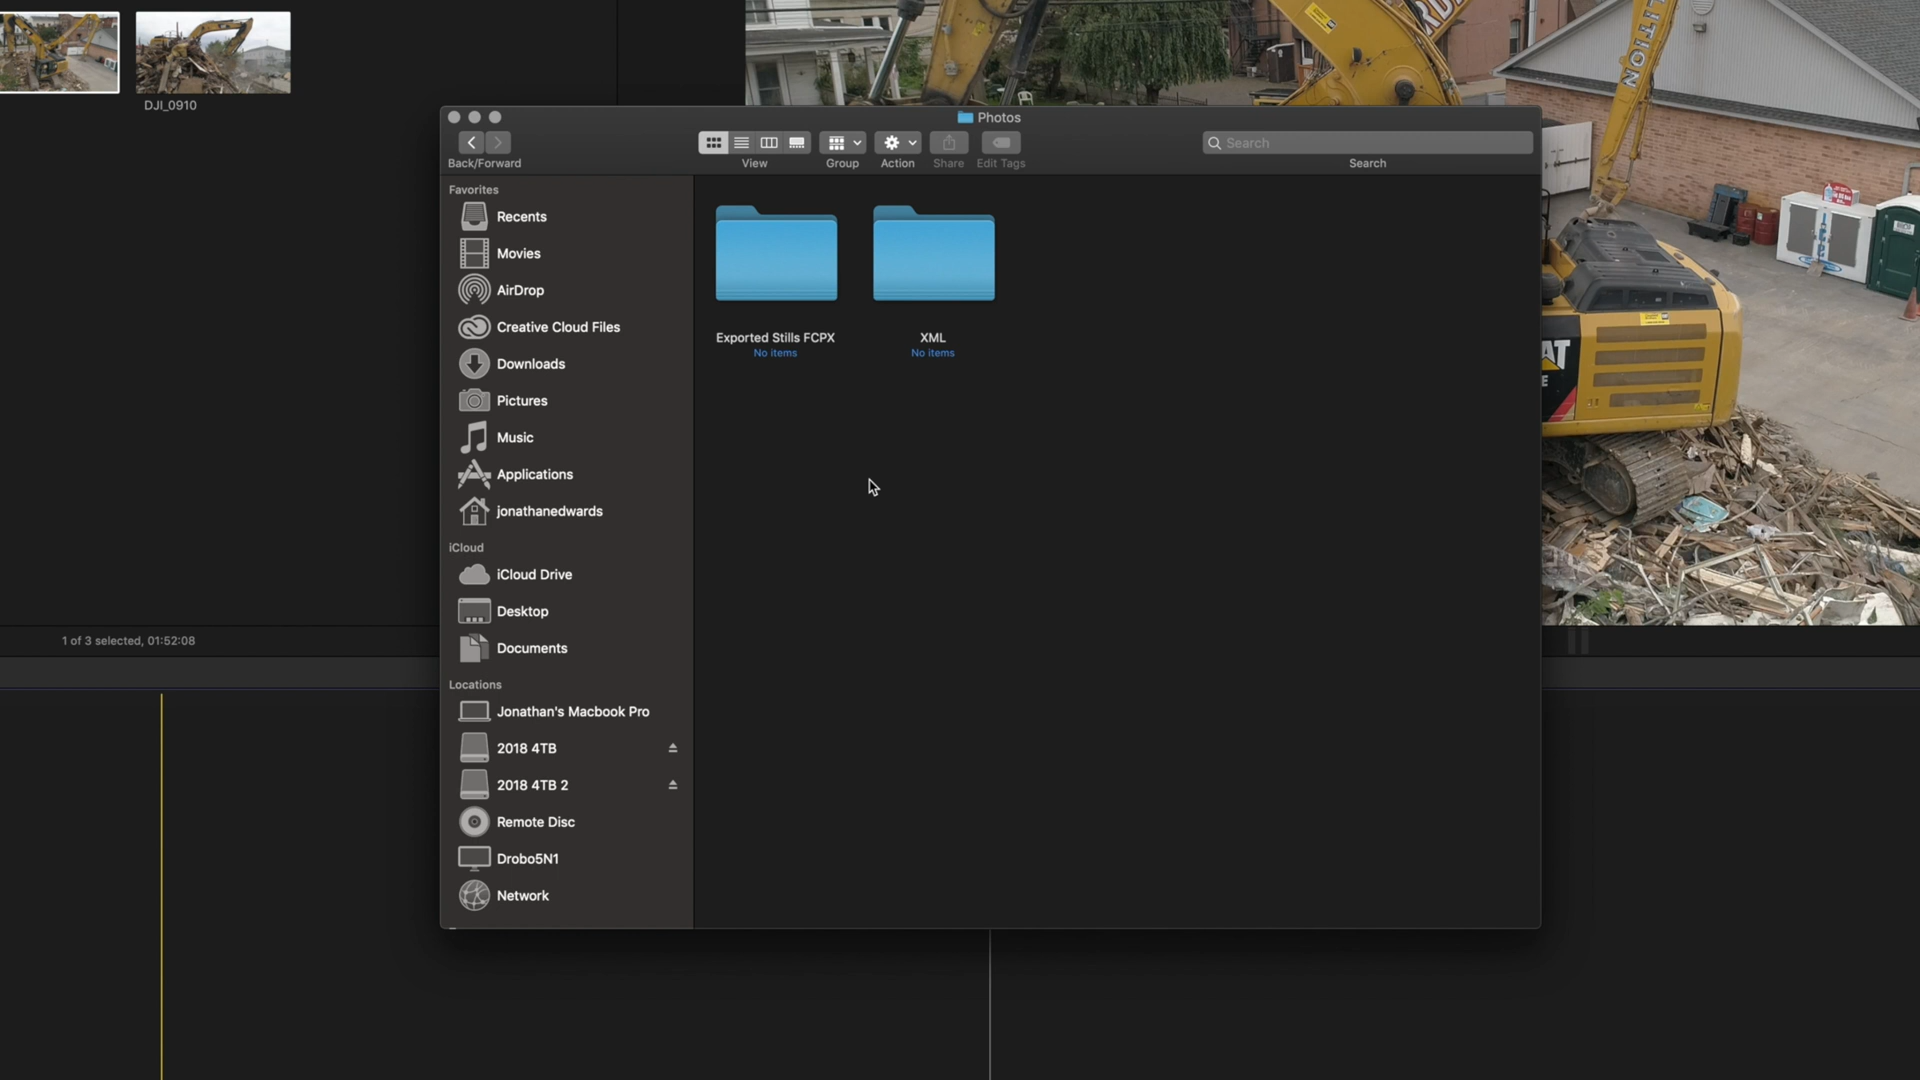 DJI_0910
Photos
Search
Back/Forward
View
Group
Action
Share
Edit Tags
Search
Favorites
Recents
Movies
AirDrop
Creative Cloud Files
Downloads
Pictures
Music
Applications
jonathanedwards
iCloud
iCloud Drive
Desktop
Documents
Locations
Jonathan's Macbook Pro
2018 4TB
2018 4TB 2
Remote Disc
Drobo5N1
Network
Exported Stills FCPX
No items
XML
No items
1 of 3 selected, 01:52:08
LITION
AT
E